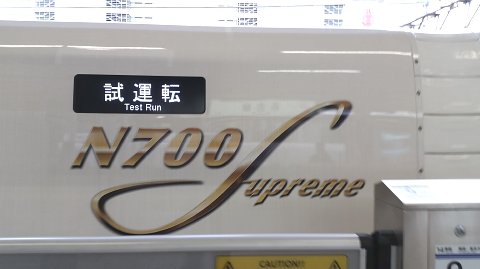 試運転
Test Run
N700
Supreme
CAUTION!!